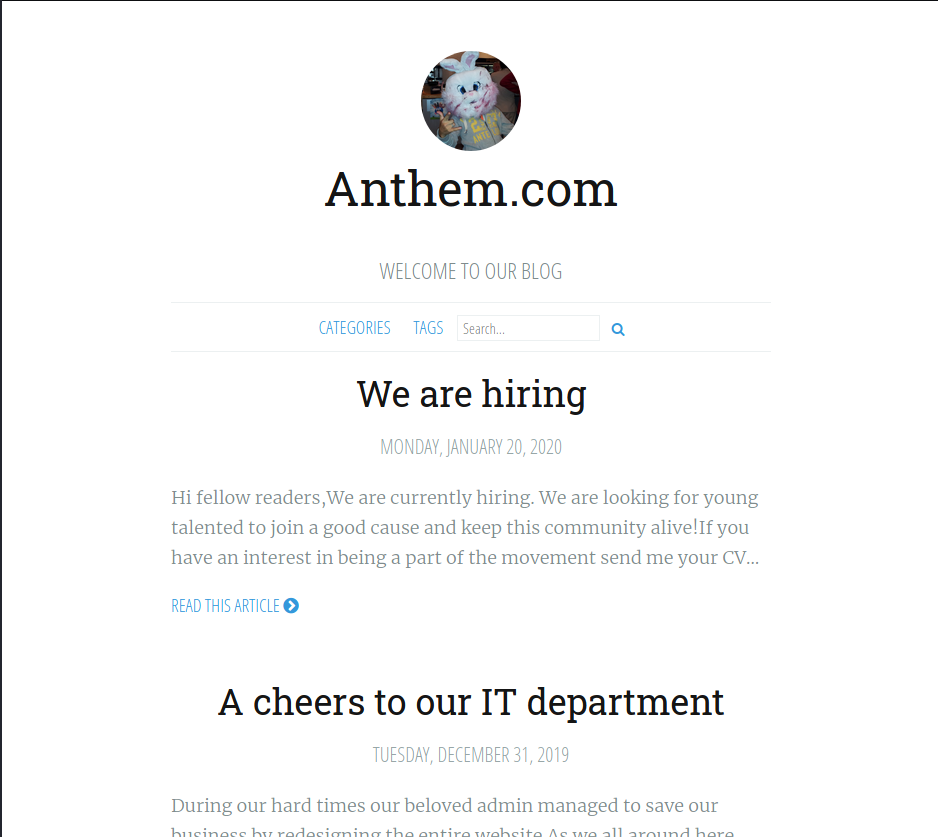 Anthem.com
WELCOME TO OUR BLOG
CATEGORIES TAGS Search...
We are hiring
MONDAY, JANUARY 20, 2020
Hi fellow readers,We are currently hiring. We are looking for young
talented to join a good cause and keep this community alive!If you
have an interest in being a part of the movement send me your CV...
READ THIS ARTICLE
A cheers to our IT department
TUESDAY, DECEMBER 31, 2019
During our hard times our beloved admin managed to save our
business by redesigning the entire website.As we all around here